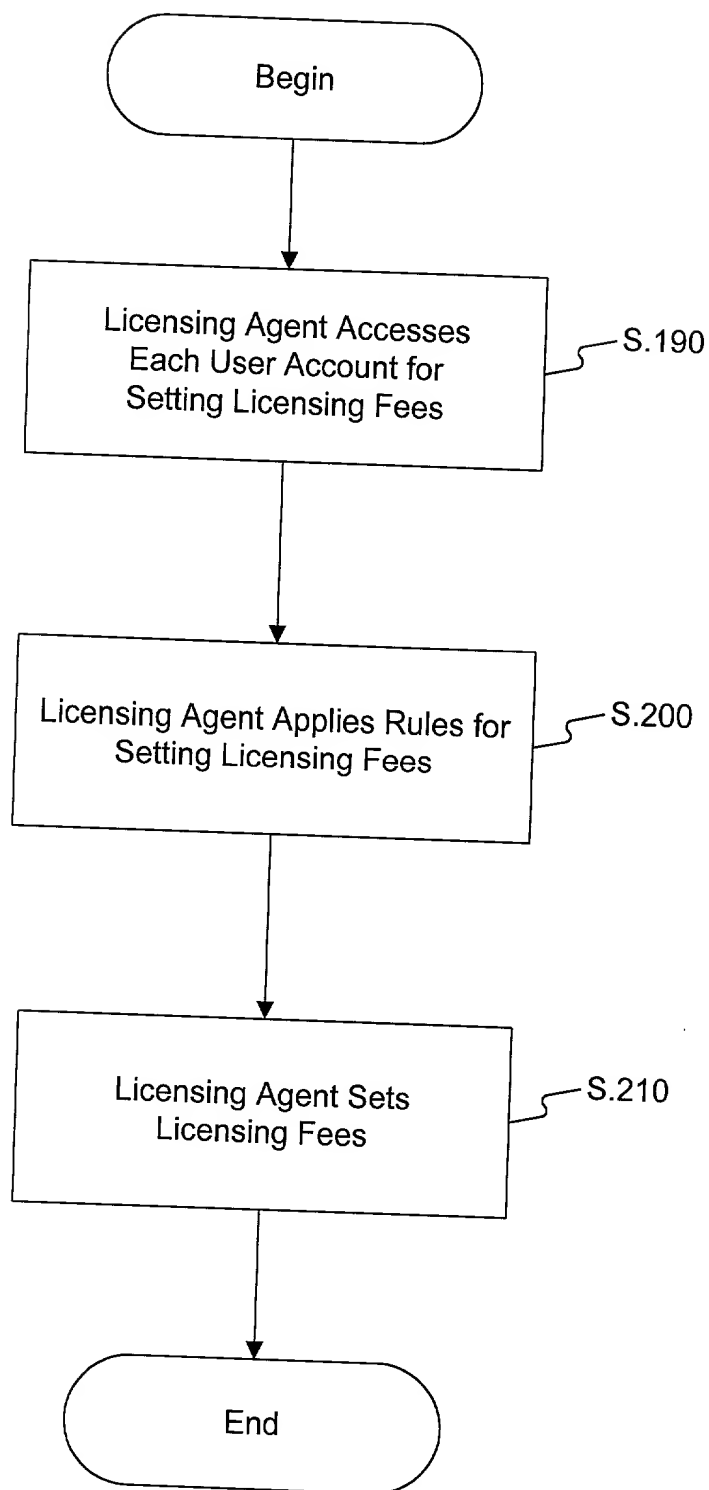 Begin
Licensing Agent Accesses
Each User Account for
Setting Licensing Fees
S.190
Licensing Agent Applies Rules for
Setting Licensing Fees
S.200
Licensing Agent Sets
Licensing Fees
S.210
End